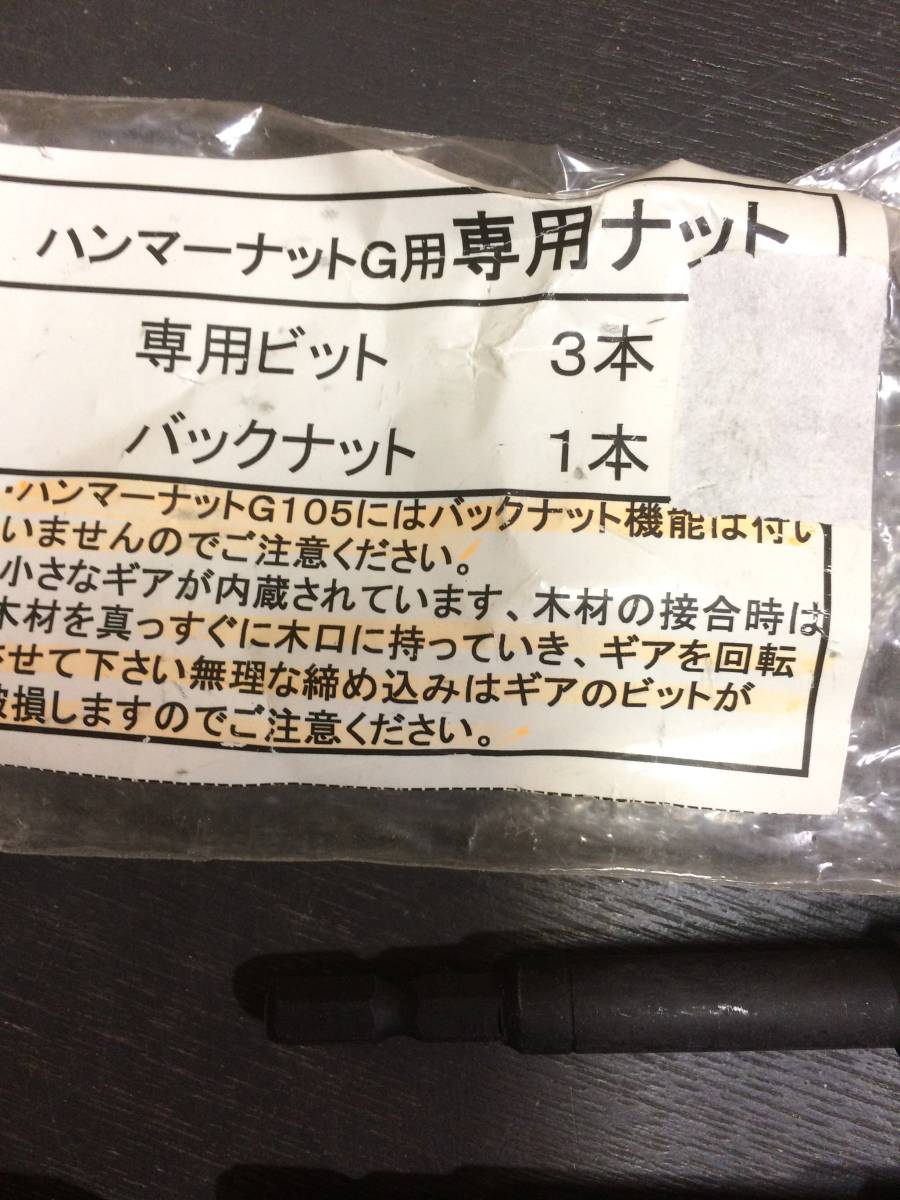 ハンマーナットG用専用ナット
専用ビット 3本
バックナット 1本
・ハンマーナットG105にはバックナット機能は付い
いませんのでご注意ください。
小さなギアが内蔵されています、木材の接合時は
木材を真っすぐに木口に持っていき、ギアを回転
させて下さい無理な締め込みはギアのビットが
破損しますのでご注意ください。